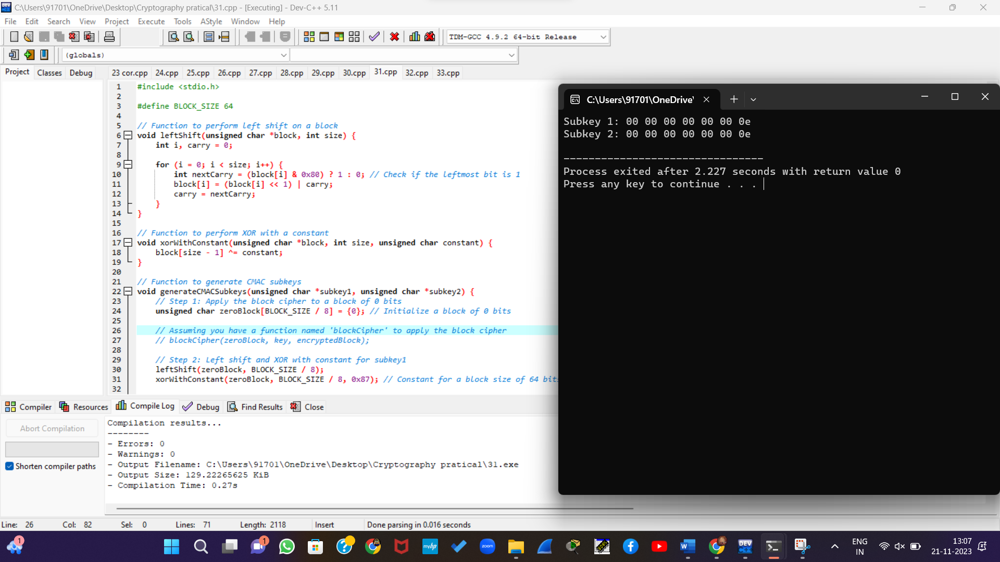 C:\Users\91701\OneDrive\Desktop\Cryptography pratical\31.cpp - [Executing] - Dev-C++ 5.11
File Edit Search View Project Execute Tools AStyle Window Help
TDM-GCC 4.9.2 64-bit Release
(globals)
Project Classes Debug
23 cor.cpp 24.cpp 25.cpp 26.cpp 27.cpp 28.cpp 29.cpp 30.cpp 31.cpp 32.cpp 33.cpp
1 #include <stdio.h>
2
3 #define BLOCK_SIZE 64
4
5 // Function to perform left shift on a block
6 void leftShift(unsigned char *block, int size) {
7     int i, carry = 0;
8
9     for (i = 0; i < size; i++) {
10         int nextCarry = (block[i] & 0x80) ? 1 : 0; // Check if the leftmost bit is 1
11         block[i] = (block[i] << 1) | carry;
12         carry = nextCarry;
13     }
14 }
15
16 // Function to perform XOR with a constant
17 void xorWithConstant(unsigned char *block, int size, unsigned char constant) {
18     block[size - 1] ^= constant;
19 }
20
21 // Function to generate CMAC subkeys
22 void generateCMACSubkeys(unsigned char *subkey1, unsigned char *subkey2) {
23     // Step 1: Apply the block cipher to a block of 0 bits
24     unsigned char zeroBlock[BLOCK_SIZE / 8] = {0}; // Initialize a block of 0 bits
25
26     // Assuming you have a function named 'blockCipher' to apply the block cipher
27     // blockCipher(zeroBlock, key, encryptedBlock);
28
29     // Step 2: Left shift and XOR with constant for subkey1
30     leftShift(zeroBlock, BLOCK_SIZE / 8);
31     xorWithConstant(zeroBlock, BLOCK_SIZE / 8, 0x87); // Constant for a block size of 64 bit
32
C:\Users\91701\OneDrive\
Subkey 1: 00 00 00 00 00 00 0e
Subkey 2: 00 00 00 00 00 00 0e
--------------------------------
Process exited after 2.227 seconds with return value 0
Press any key to continue . . .
Compiler Resources Compile Log Debug Find Results Close
Abort Compilation
Shorten compiler paths
Compilation results...
--------
- Errors: 0
- Warnings: 0
- Output Filename: C:\Users\91701\OneDrive\Desktop\Cryptography pratical\31.exe
- Output Size: 129.22265625 KiB
- Compilation Time: 0.27s
Line: 26 Col: 82 Sel: 0 Lines: 71 Length: 2118 Insert Done parsing in 0.016 seconds
1
1
myhp
zoom
DEV
ENG
IN
13:07
21-11-2023